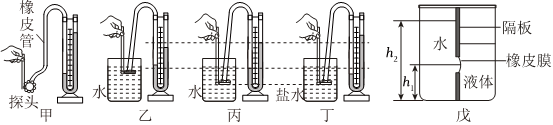 橡皮管
探头
甲
水
乙
水
丙
盐水
丁
h₂
h₁
水
隔板
橡皮膜
液体
戊